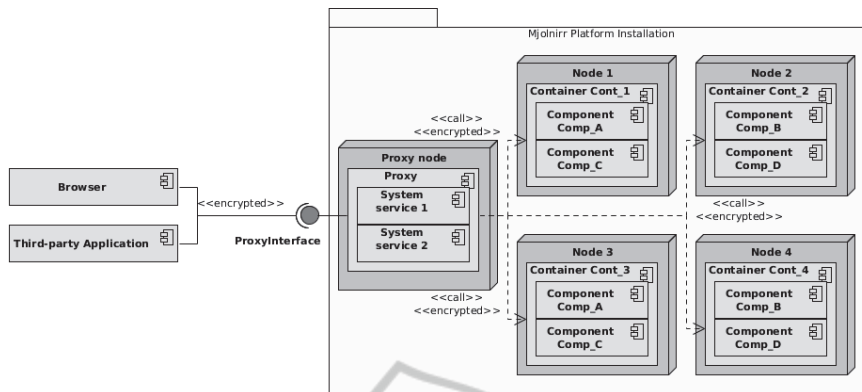 Mjolnirr Platform Installation
Node 1
Container Cont_1
Component
Comp_A
Component
Comp_C
Node 2
Container Cont_2
Component
Comp_B
Component
Comp_D
<<call>>
<<encrypted>>
Proxy node
Proxy
System
service 1
System
service 2
Browser
Third-party Application
<<encrypted>>
ProxyInterface
<<call>>
<<encrypted>>
<<call>>
<<encrypted>>
Node 3
Container Cont_3
Component
Comp_A
Component
Comp_C
Node 4
Container Cont_4
Component
Comp_B
Component
Comp_D